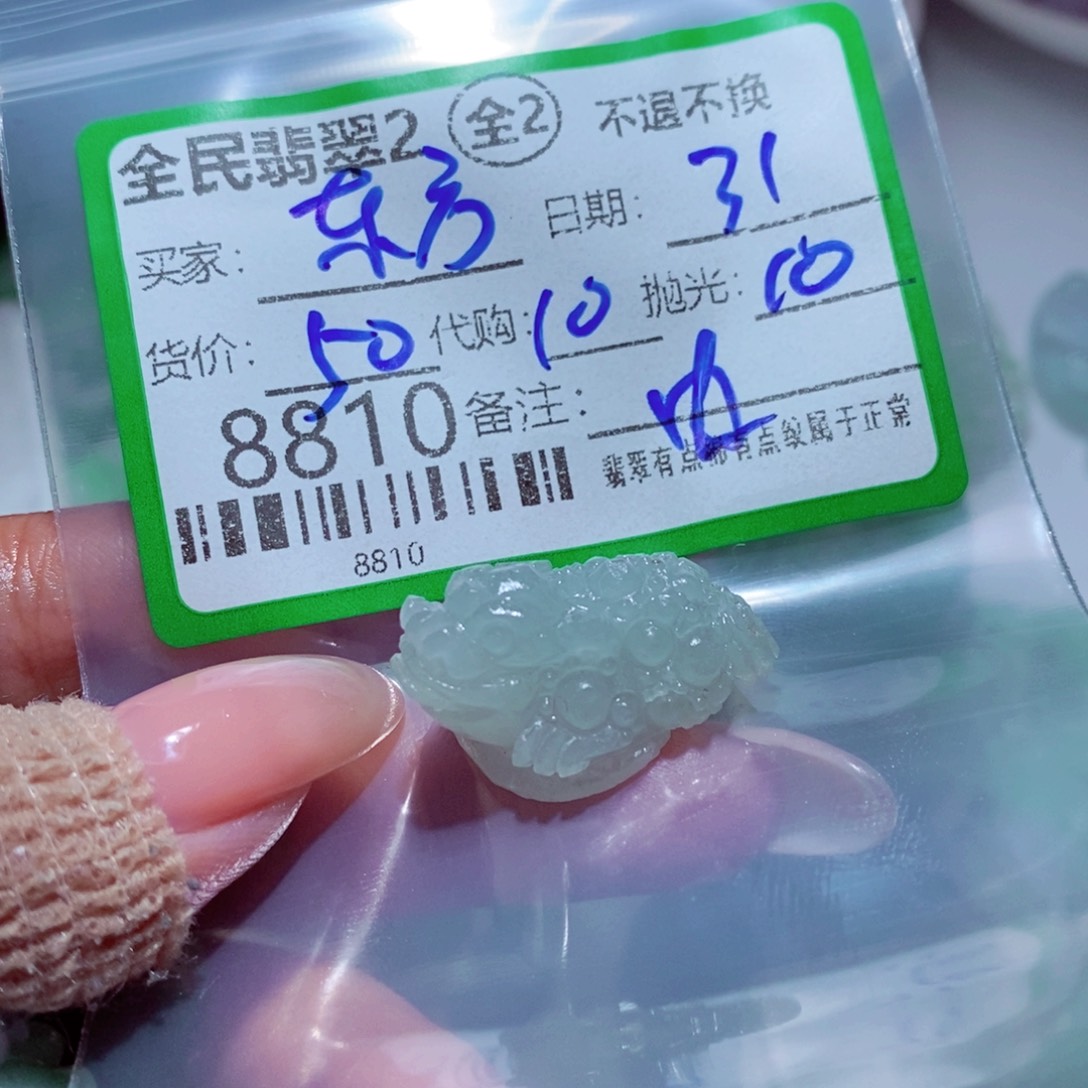 全民翡翠2 全2 不退不换
买家: 东方 日期: 31
货价: 50 代购: 10 抛光: 10
8810 备注:
翡翠有点棉有点纹属于正常
8810